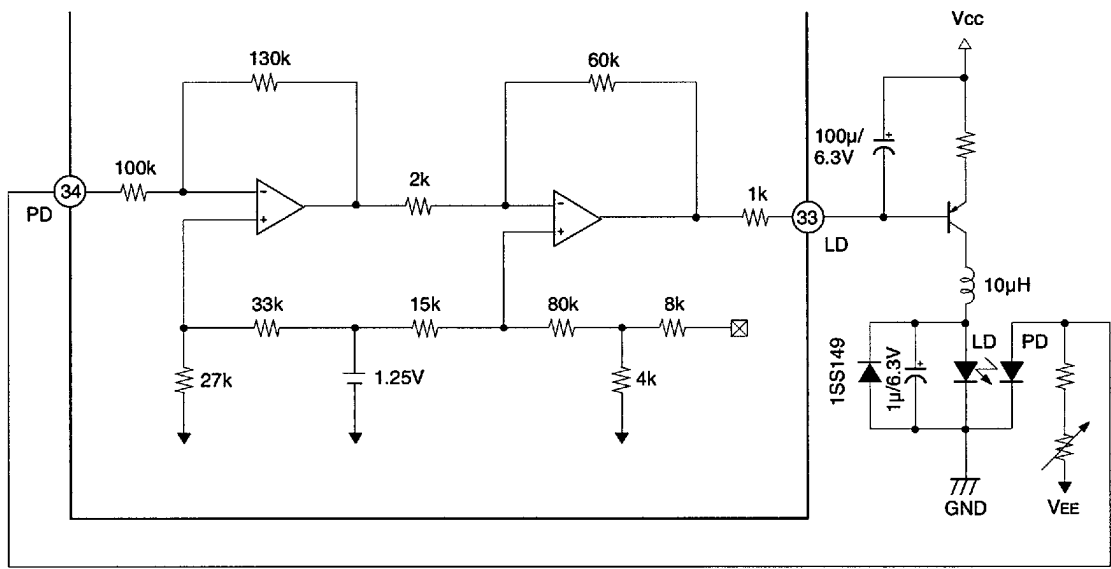 Vcc
130k
60k
100µ/
6.3V
100k
34
PD
2k
1k
33
LD
10µH
33k
15k
80k
8k
27k
1.25V
4k
1SS149
1µ/6.3V
LD
PD
GND
VEE